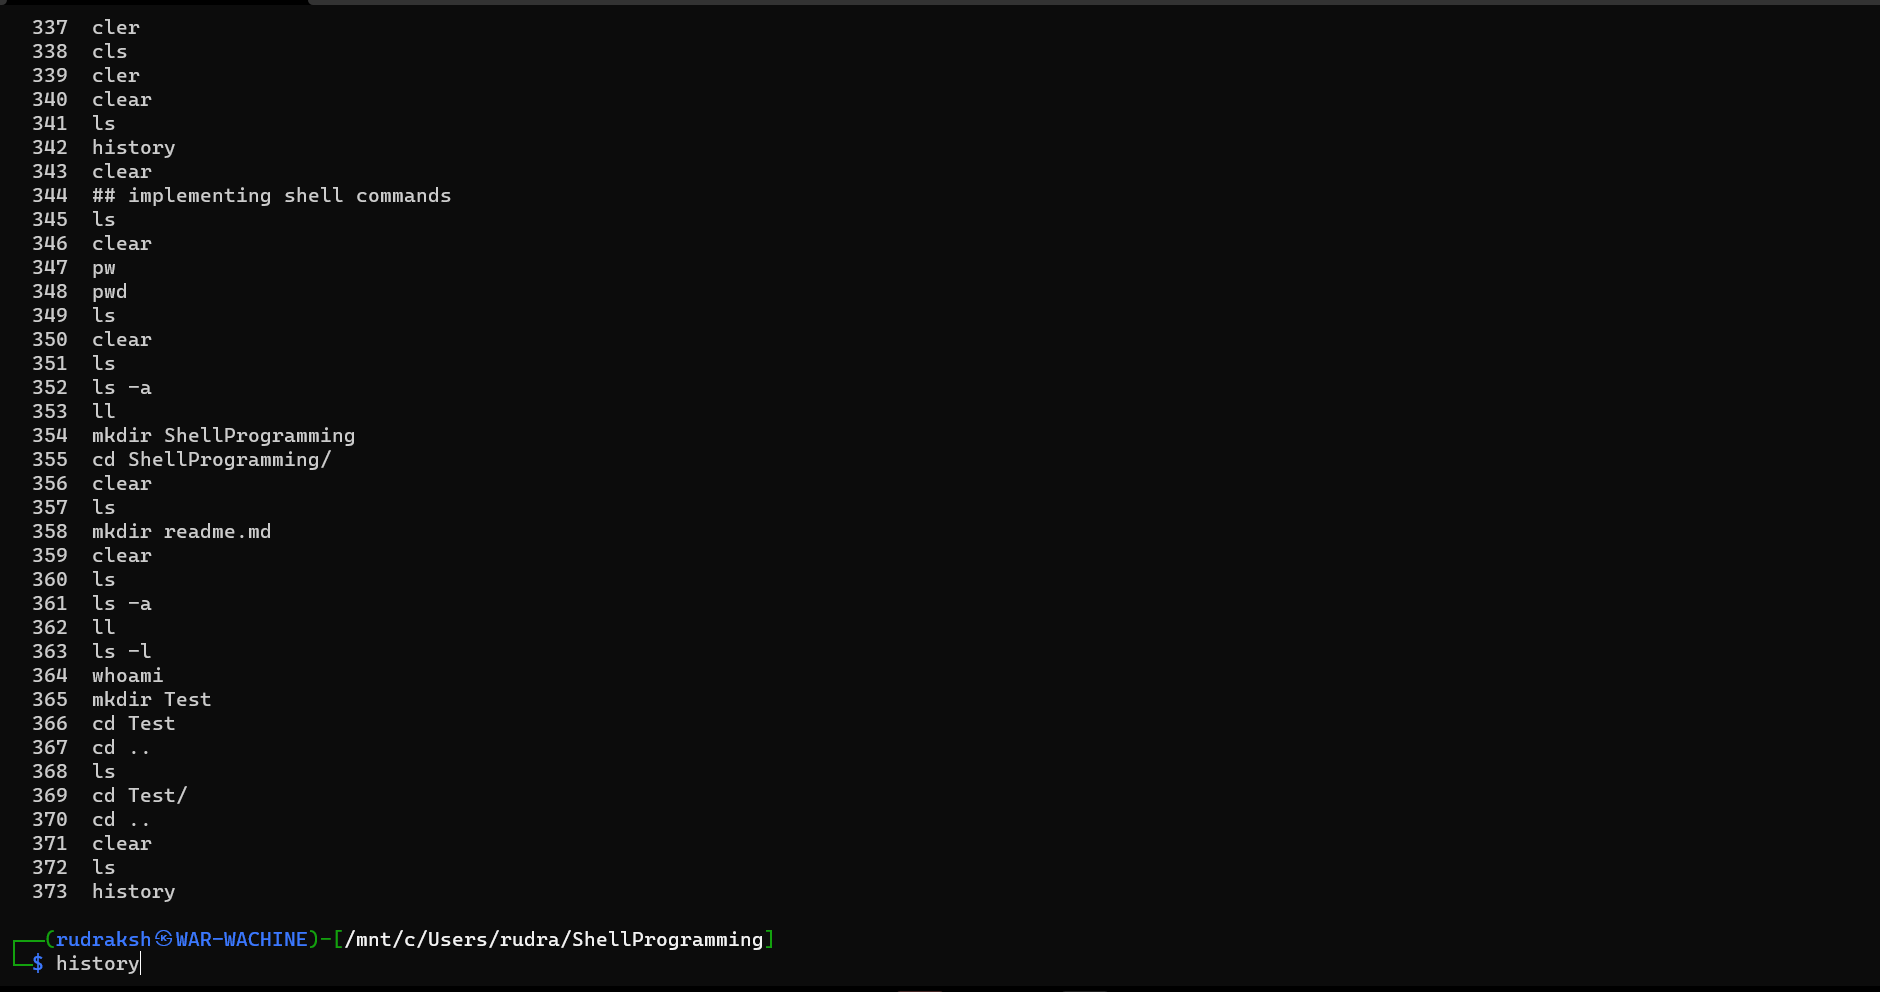 337 cler
338 cls
339 cler
340 clear
341 ls
342 history
343 clear
344 ## implementing shell commands
345 ls
346 clear
347 pw
348 pwd
349 ls
350 clear
351 ls
352 ls -a
353 ll
354 mkdir ShellProgramming
355 cd ShellProgramming/
356 clear
357 ls
358 mkdir readme.md
359 clear
360 ls
361 ls -a
362 ll
363 ls -l
364 whoami
365 mkdir Test
366 cd Test
367 cd ..
368 ls
369 cd Test/
370 cd ..
371 clear
372 ls
373 history
┌──(rudraksh㉿WAR-WACHINE)-[/mnt/c/Users/rudra/ShellProgramming]
└─$ history